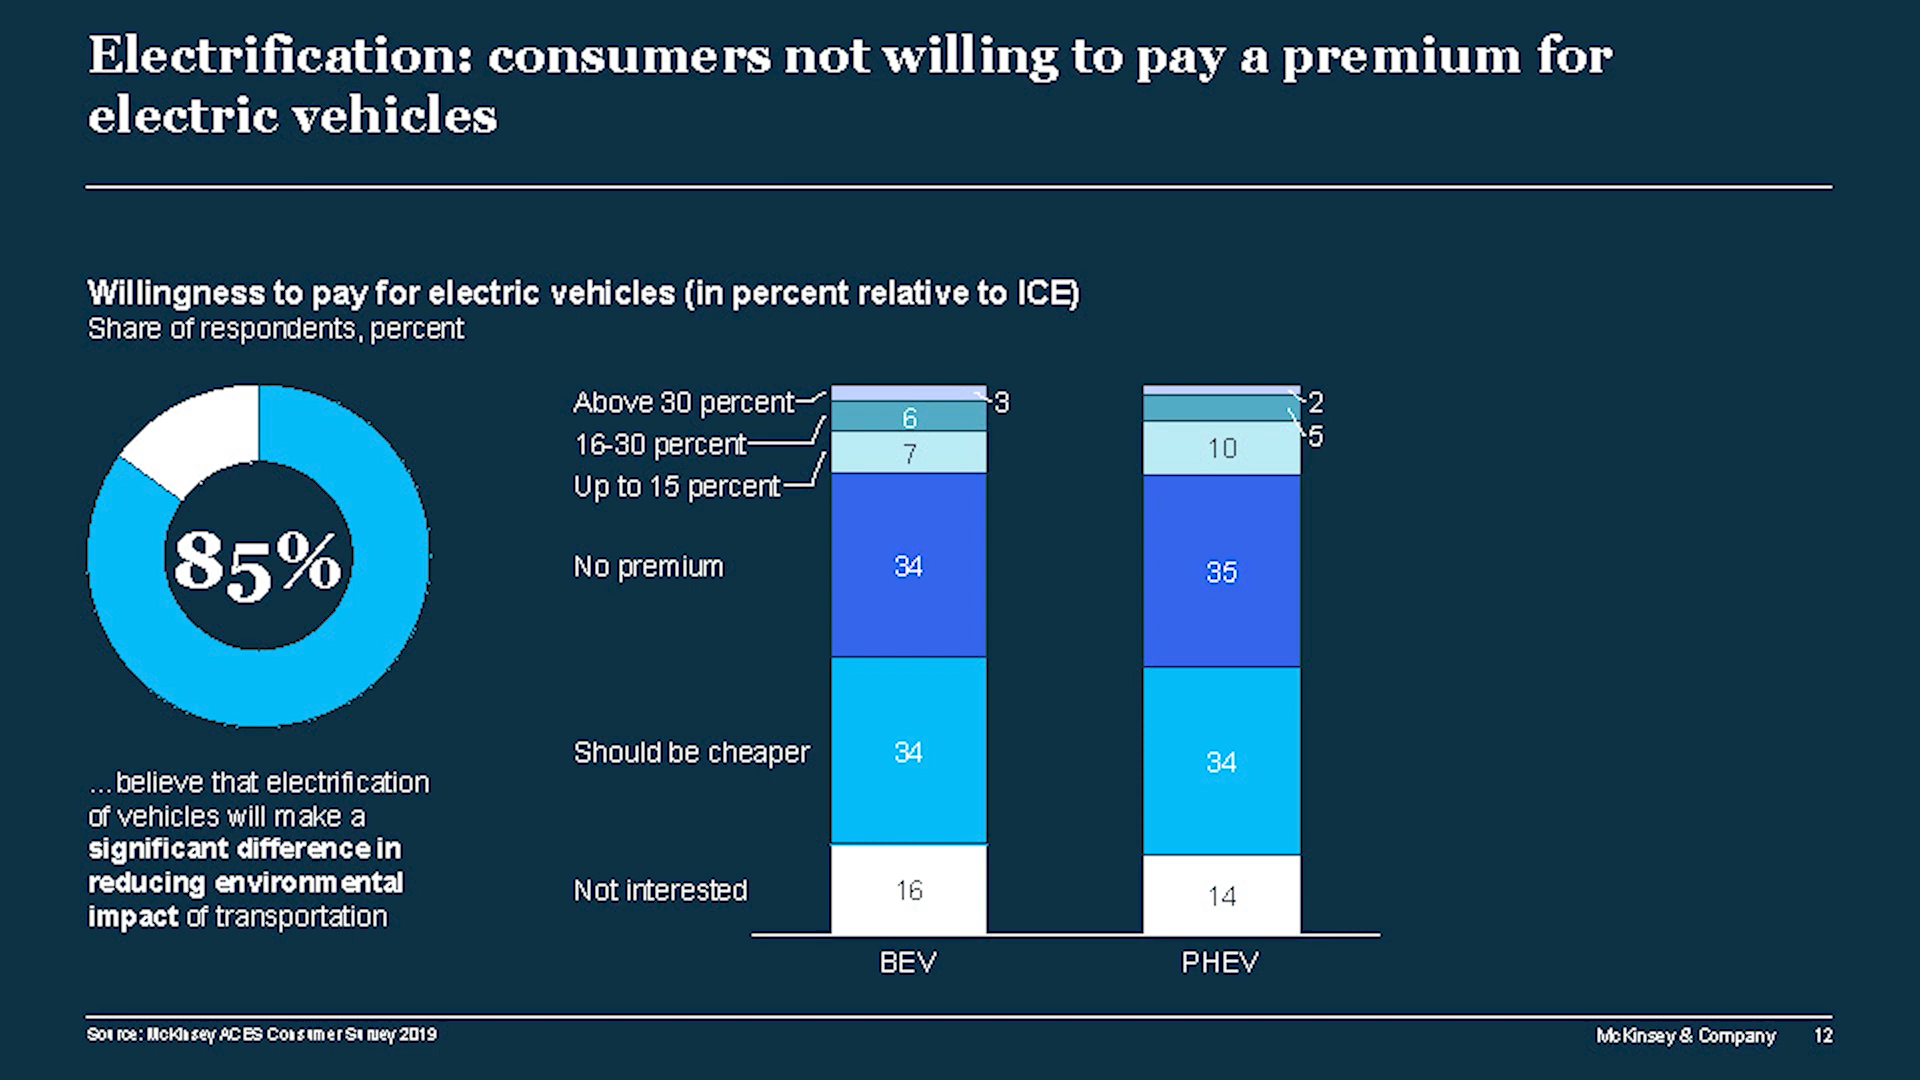 Electrification: consumers not willing to pay a premium for
electric vehicles
Willingness to pay for electric vehicles (in percent relative to ICE)
Share of respondents, percent
85%
...believe that electrification
of vehicles will make a
significant difference in
reducing environmental
impact of transportation
Above 30 percent
3
2
16-30 percent
6
5
Up to 15 percent
7
10
No premium
34
35
Should be cheaper
34
34
Not interested
16
14
BEV
PHEV
Source: McKinsey ACES Consumer Survey 2019
McKinsey & Company
12